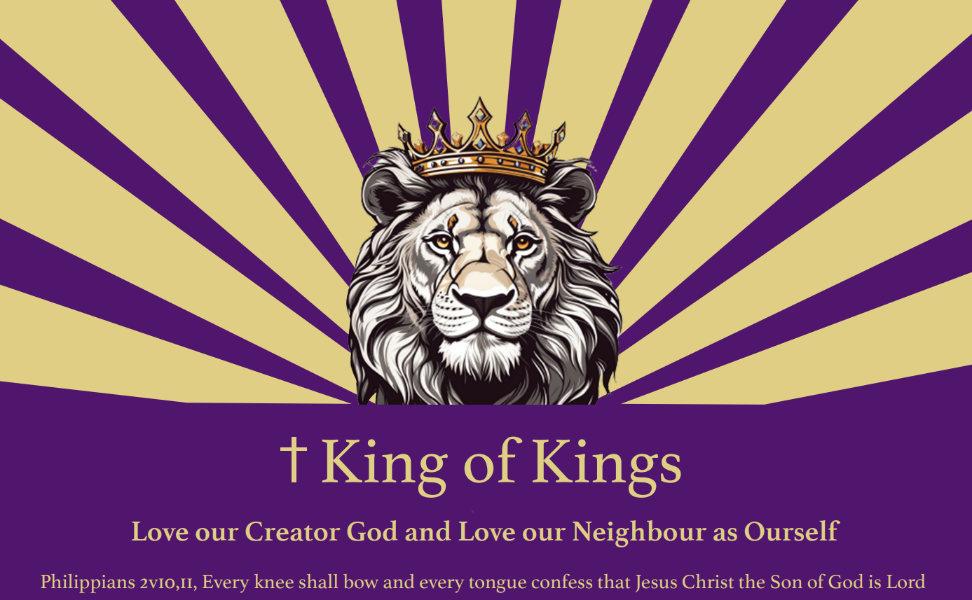 † King of Kings
Love our Creator God and Love our Neighbour as Ourself
Philippians 2v10,11, Every knee shall bow and every tongue confess that Jesus Christ the Son of God is Lord